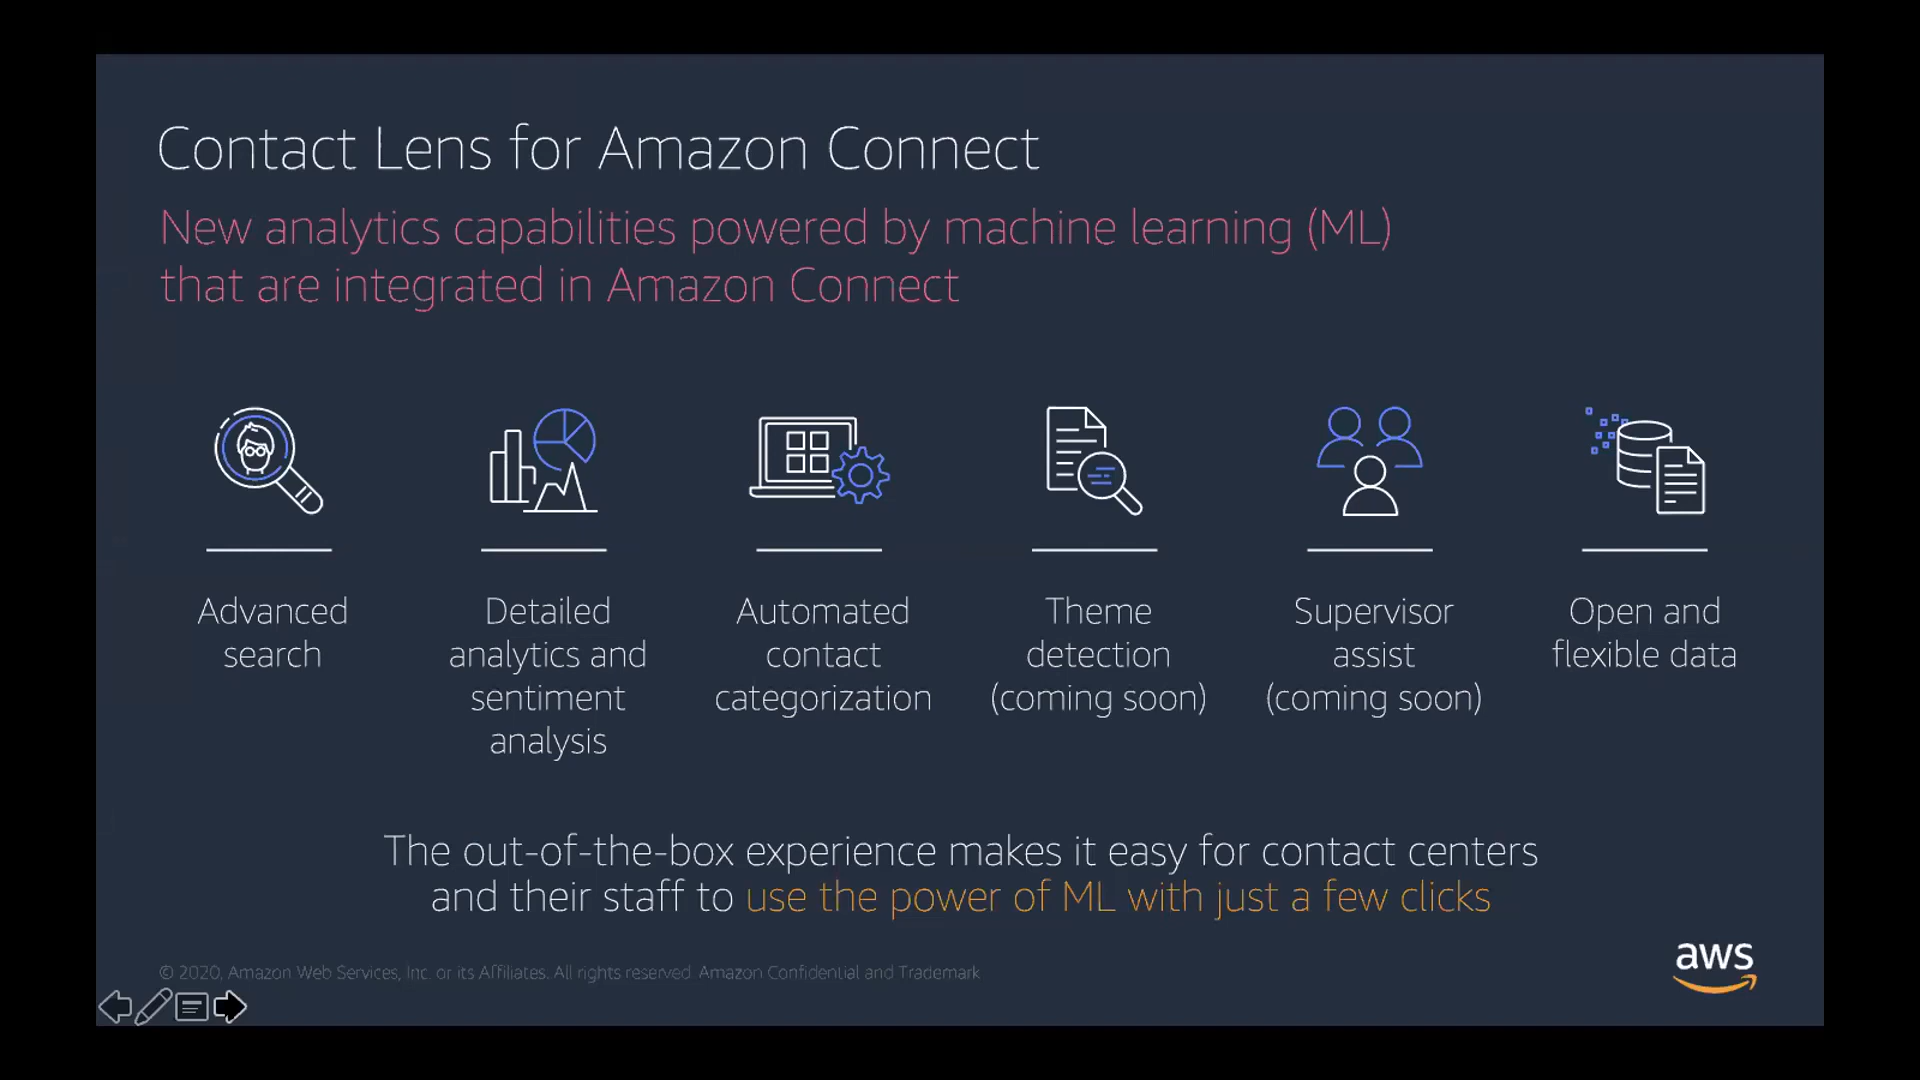 Contact Lens for Amazon Connect
New analytics capabilities powered by machine learning (ML)
that are integrated in Amazon Connect
Advanced
search
Detailed
analytics and
sentiment
analysis
Automated
contact
categorization
Theme
detection
(coming soon)
Supervisor
assist
(coming soon)
Open and
flexible data
The out-of-the-box experience makes it easy for contact centers
and their staff to use the power of ML with just a few clicks
© 2020, Amazon Web Services, Inc. or its Affiliates. All rights reserved. Amazon Confidential and Trademark
aws